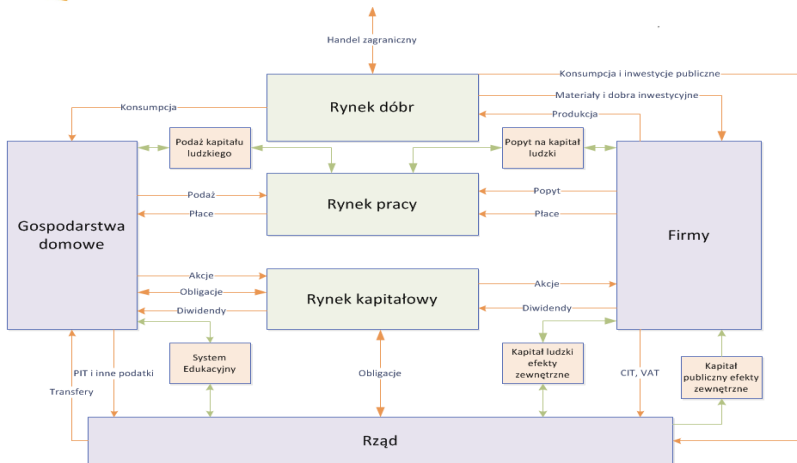 Handel zagraniczny
Konsumpcja i inwestycje publiczne
Rynek dóbr
Materiały i dobra inwestycyjne
Konsumpcja
Produkcja
Podaż kapitału
ludzkiego
Popyt na kapitał
ludzki
Gospodarstwa
domowe
Podaż
Płace
Rynek pracy
Popyt
Płace
Firmy
Akcje
Obligacje
Diwidendy
Rynek kapitałowy
Akcje
Diwidendy
PIT i inne podatki
Transfery
System
Edukacyjny
Obligacje
Kapitał ludzki
efekty
zewnętrzne
CIT, VAT
Kapitał
publiczny efekty
zewnętrzne
Rząd